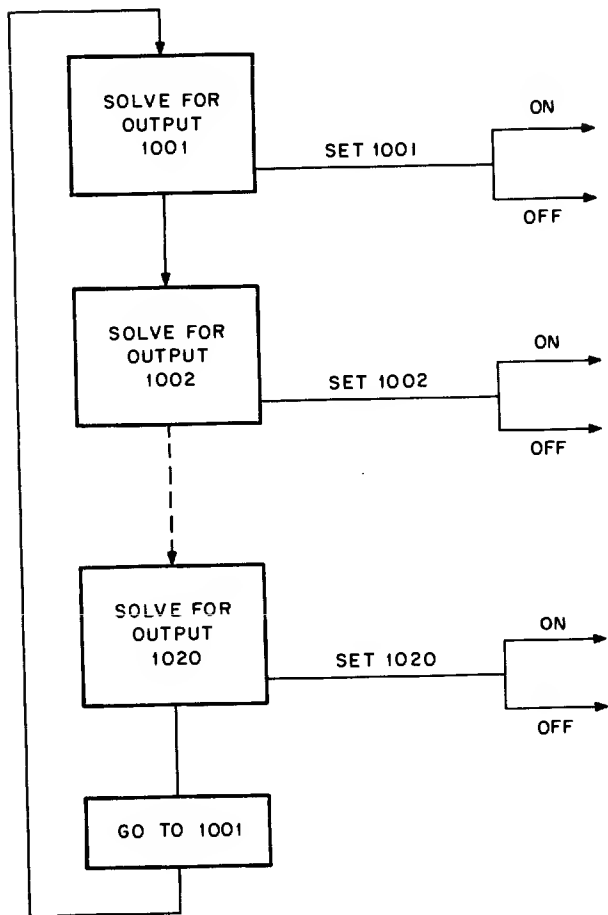 SOLVE FOR
OUTPUT
1001
SET 1001
ON
OFF
SOLVE FOR
OUTPUT
1002
SET 1002
ON
OFF
SOLVE FOR
OUTPUT
1020
SET 1020
ON
OFF
GO TO 1001